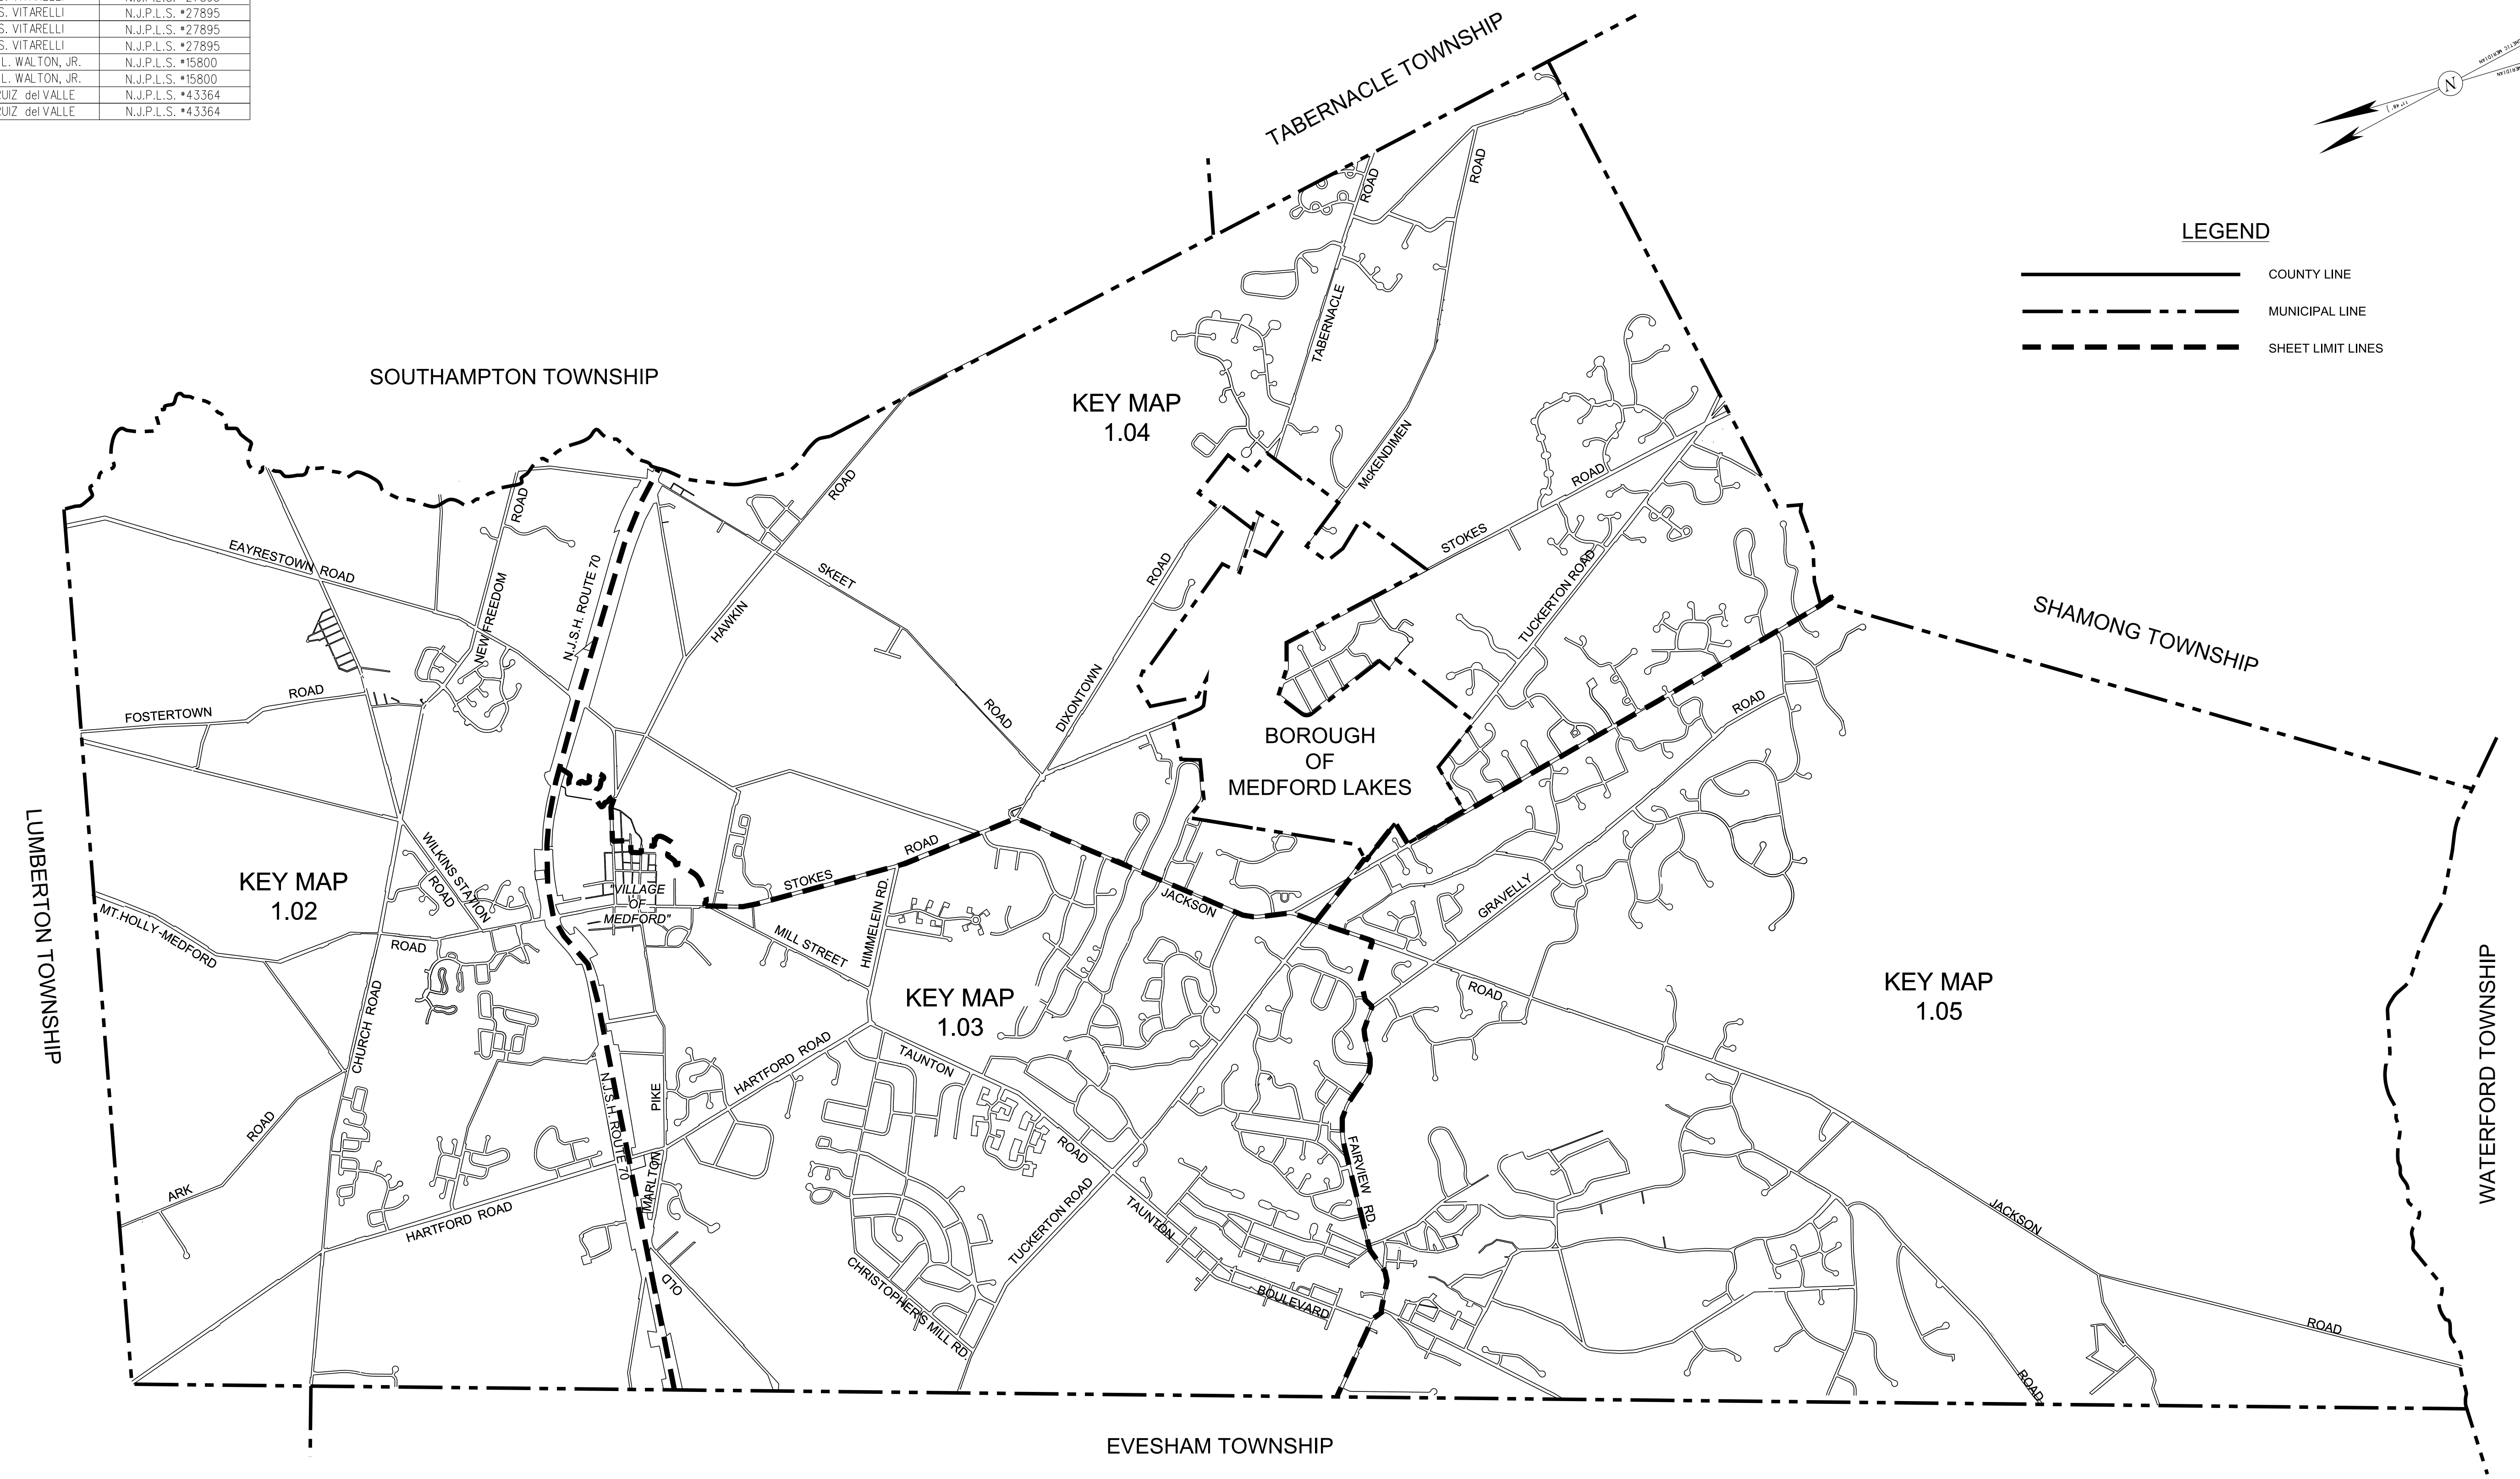 S. VITARELLI N.J.P.L.S. *27895
S. VITARELLI N.J.P.L.S. *27895
S. VITARELLI N.J.P.L.S. *27895
L. WALTON, JR. N.J.P.L.S. *15800
L. WALTON, JR. N.J.P.L.S. *15800
RUIZ del VALLE N.J.P.L.S. *43364
RUIZ del VALLE N.J.P.L.S. *43364
TABERNACLE TOWNSHIP
N
LEGEND
COUNTY LINE
MUNICIPAL LINE
SHEET LIMIT LINES
SOUTHAMPTON TOWNSHIP
KEY MAP
1.04
ROAD
ROAD
TABERNACLE
McKENDIMEN
ROAD
STOKES
TUCKERTON ROAD
ROAD
EAYRESTOWN ROAD
NEW FREEDOM
N.J.S.H. ROUTE 70
ROAD
HAWKIN
SKEET
ROAD
ROAD
DIXONTOWN
SHAMONG TOWNSHIP
FOSTERTOWN
ROAD
BOROUGH
OF
MEDFORD LAKES
ROAD
GRAVELLY
LUMBERTON TOWNSHIP
KEY MAP
1.02
WILKINS STATION
ROAD
MT.HOLLY-MEDFORD
ROAD
"VILLAGE
OF
MEDFORD"
STOKES
ROAD
MILL STREET
HIMMELEIN RD.
JACKSON
ROAD
KEY MAP
1.03
KEY MAP
1.05
WATERFORD TOWNSHIP
CHURCH ROAD
ARK
ROAD
HARTFORD ROAD
N.J.S.H. ROUTE 70
PIKE
MARLTON
OLD
HARTFORD ROAD
TAUNTON
ROAD
TUCKERTON ROAD
CHRISTOPHER'S MILL RD.
TAUNTON
BOULEVARD
FAIRVIEW
RD.
JACKSON
ROAD
ROAD
EVESHAM TOWNSHIP